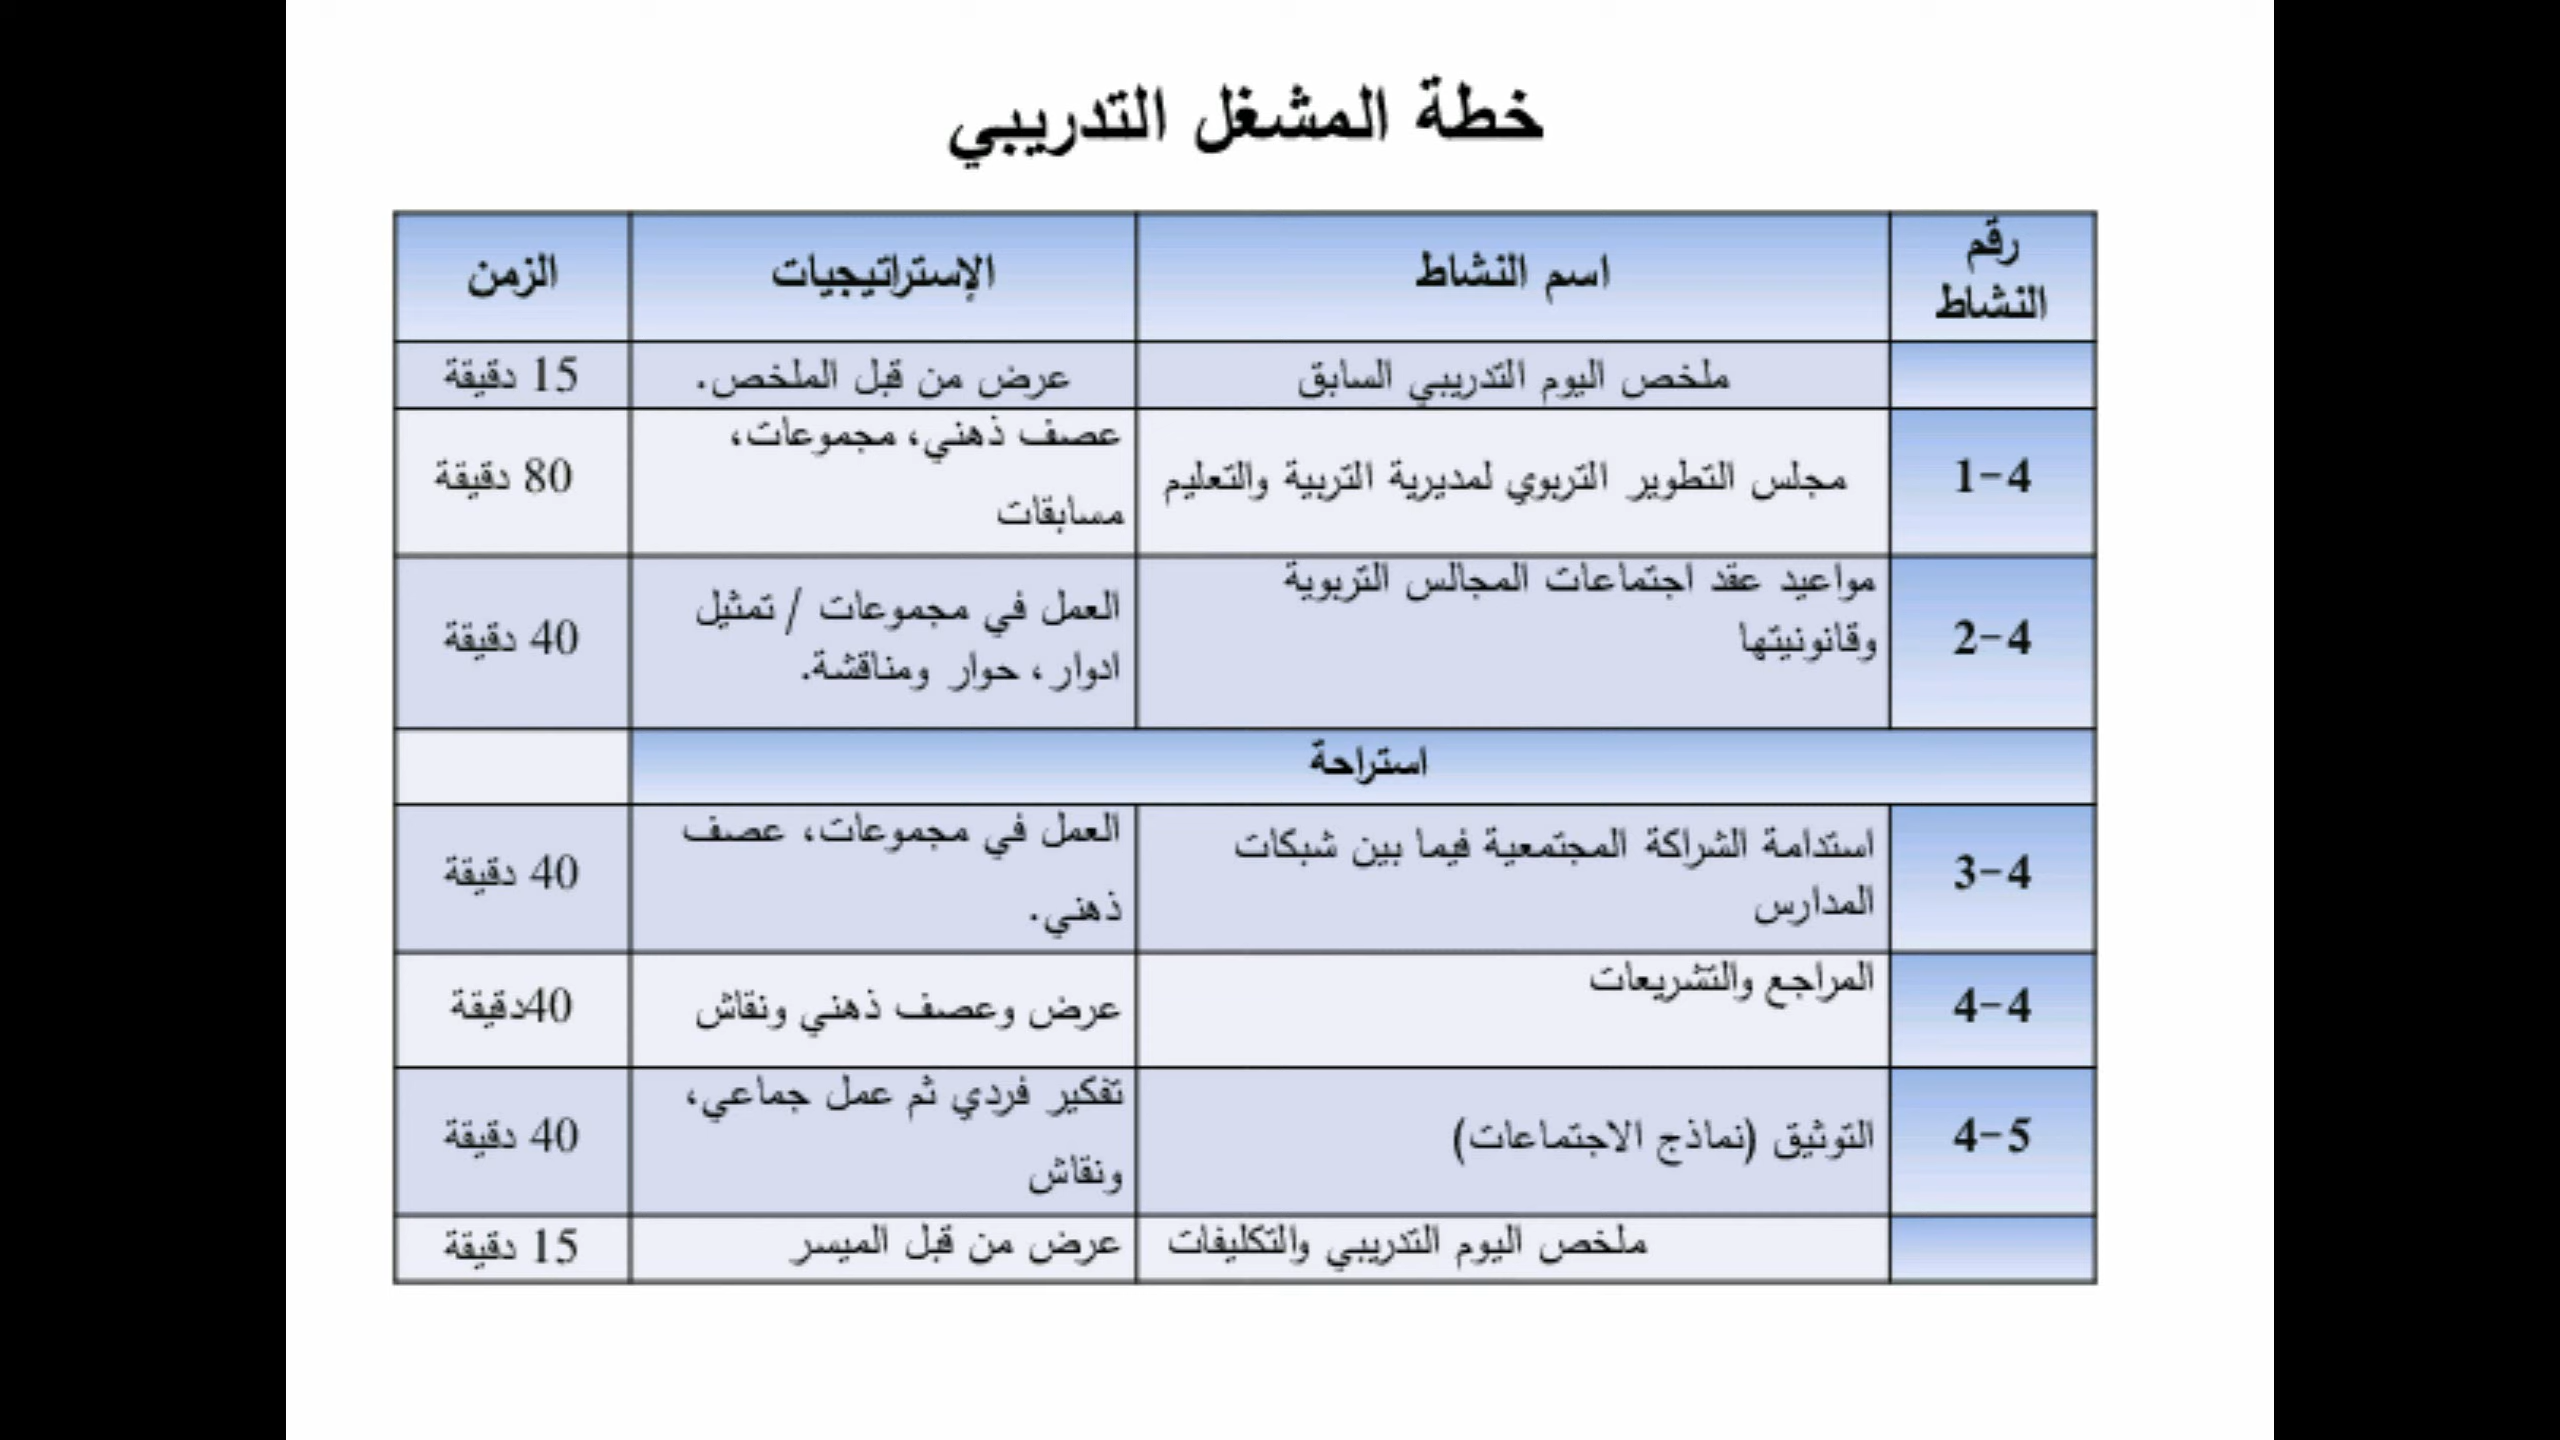 خطة المشغل التدريبي
رقم
النشاط
اسم النشاط
الإستراتيجيات
الزمن
ملخص اليوم التدريبي السابق
عرض من قبل الملخص.
15 دقيقة
1-4
مجلس التطوير التربوي لمديرية التربية والتعليم
عصف ذهني، مجموعات،
مسابقات
80 دقيقة
2-4
مواعيد عقد اجتماعات المجالس التربوية
وقانونيتها
العمل في مجموعات / تمثيل
ادوار، حوار ومناقشة.
40 دقيقة
استراحة
3-4
استدامة الشراكة المجتمعية فيما بين شبكات
المدارس
العمل في مجموعات، عصف
ذهني.
40 دقيقة
4-4
المراجع والتشريعات
عرض وعصف ذهني ونقاش
40دقيقة
4-5
التوثيق (نماذج الاجتماعات)
تفكير فردي ثم عمل جماعي،
ونقاش
40 دقيقة
ملخص اليوم التدريبي والتكليفات
عرض من قبل الميسر
15 دقيقة